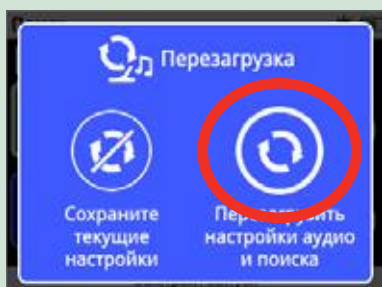 Перезагрузка
Сохраните
текущие
настройки
Перезагрузить
настройки аудио
и поиска